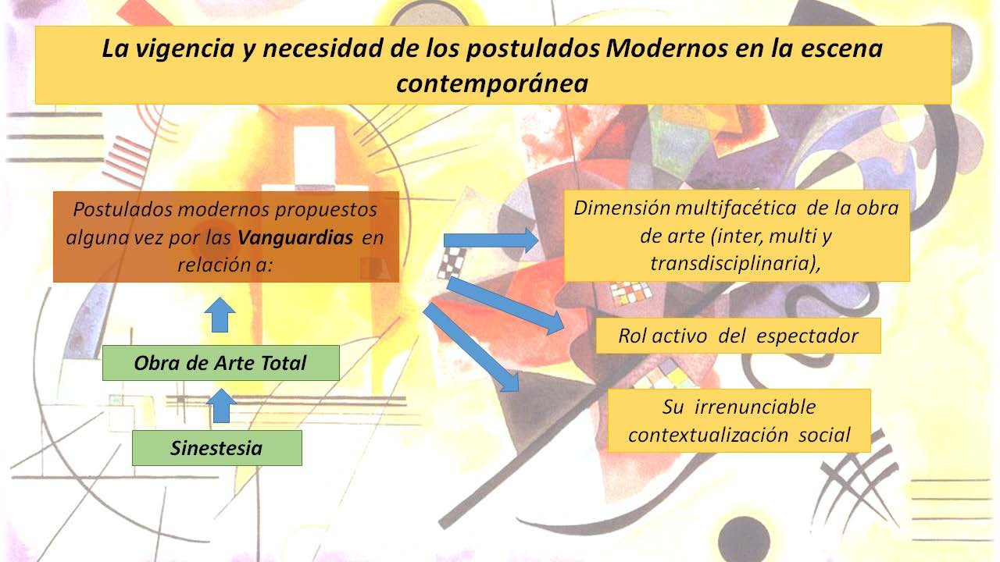 La vigencia y necesidad de los postulados Modernos en la escena
contemporánea
Postulados modernos propuestos
alguna vez por las Vanguardias en
relación a:
Obra de Arte Total
Sinestesia
Dimensión multifacética de la obra
de arte (inter, multi y
transdisciplinaria),
Rol activo del espectador
Su irrenunciable
contextualización social